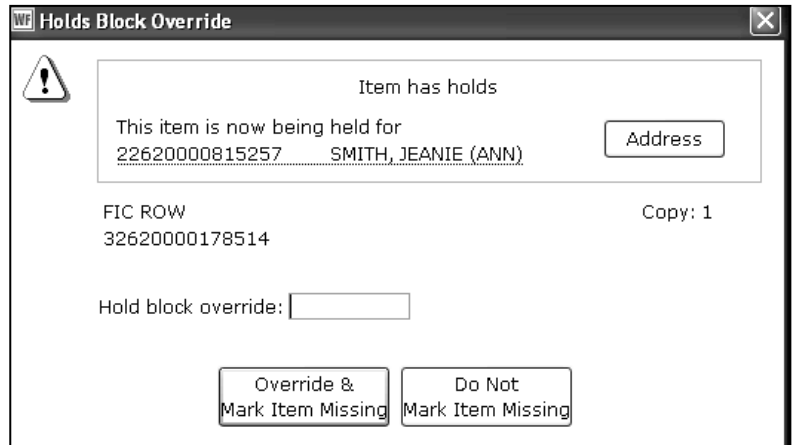 WF Holds Block Override
Item has holds
This item is now being held for
22620000815257 SMITH, JEANIE (ANN)
Address
FIC ROW Copy: 1
32620000178514
Hold block override:
Override &
Mark Item Missing
Do Not
Mark Item Missing